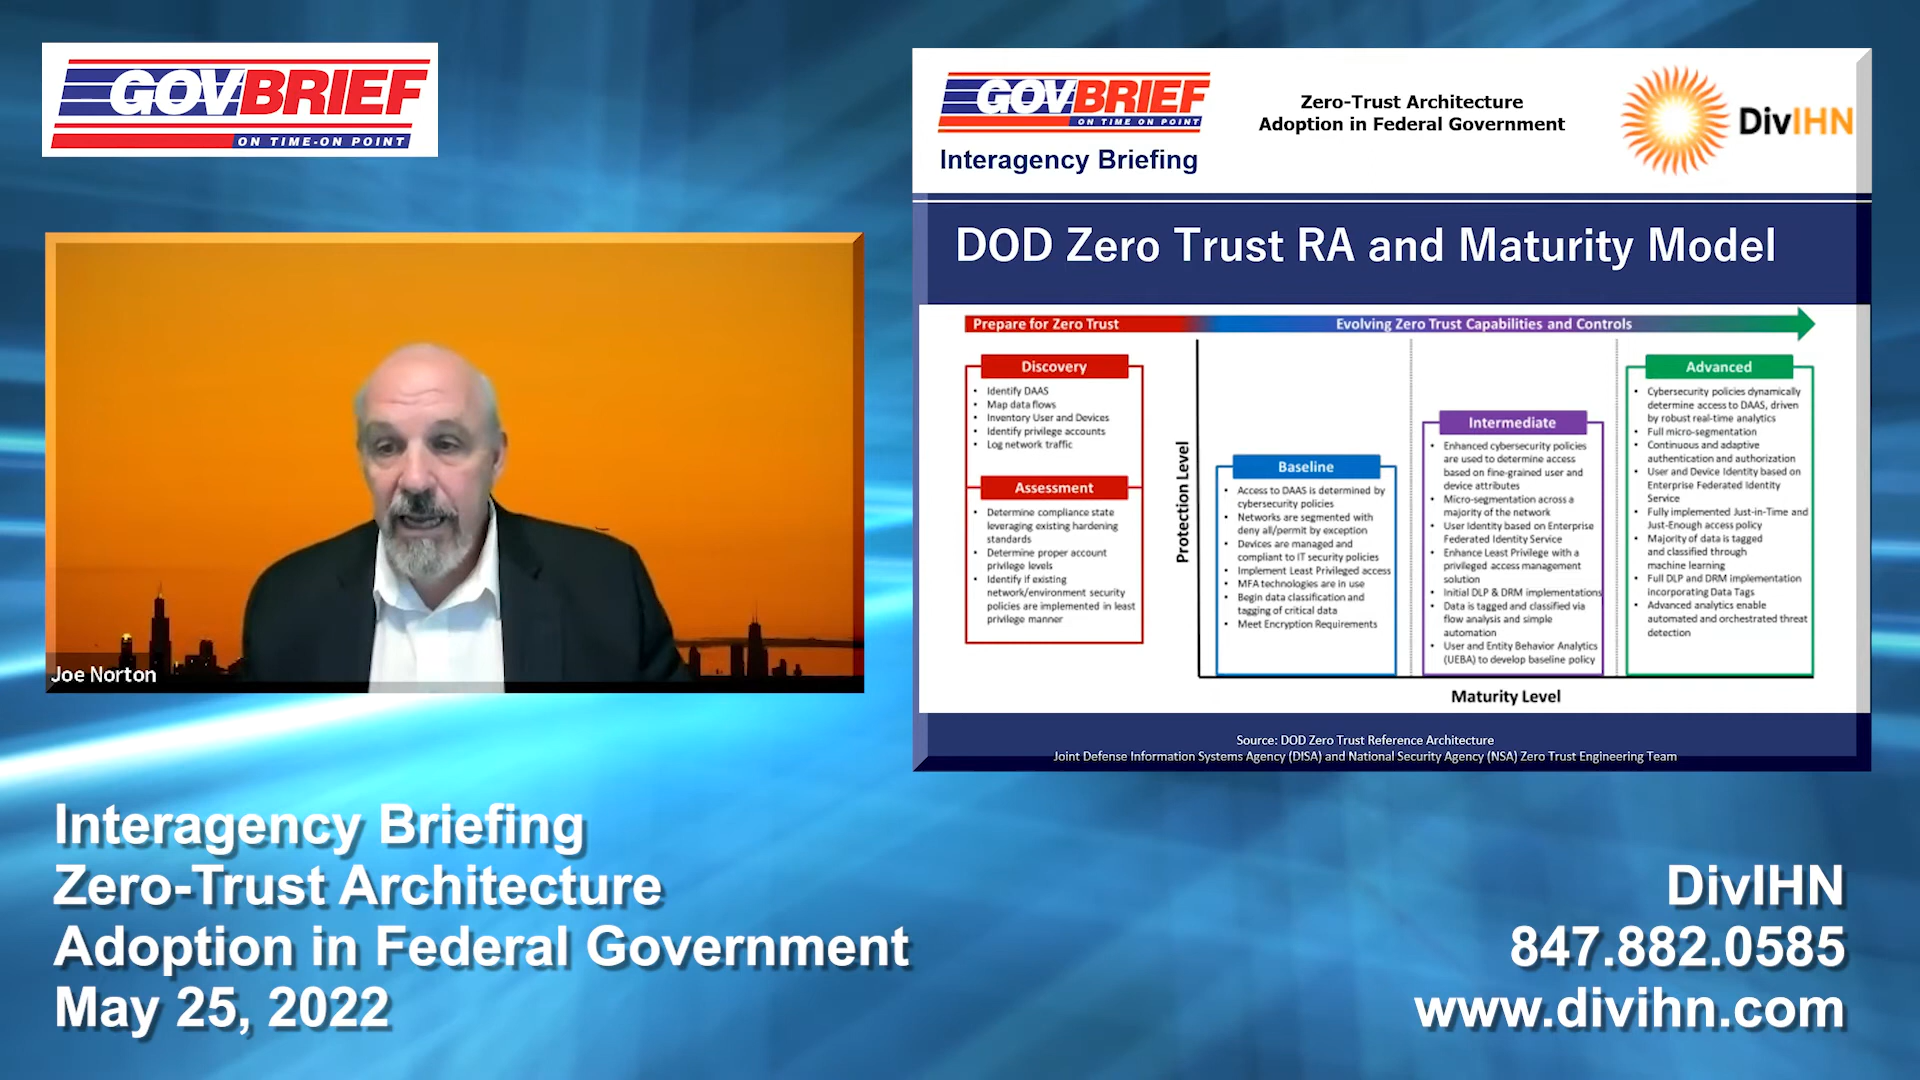 GOVBRIEF
ON TIME-ON POINT
Joe Norton
Interagency Briefing
Zero-Trust Architecture
Adoption in Federal Government
May 25, 2022
GOVBRIEF
ON TIME ON POINT
Interagency Briefing
Zero-Trust Architecture
Adoption in Federal Government
DivIHN
DOD Zero Trust RA and Maturity Model
Prepare for Zero Trust
Evolving Zero Trust Capabilities and Controls
Discovery
• Identify DAAS
• Map data flows
• Inventory User and Devices
• Identify privilege accounts
• Log network traffic
Assessment
• Determine compliance state
leveraging existing hardening
standards
• Determine proper account
privilege levels
• Identify if existing
network/environment security
policies are implemented in least
privilege manner
Protection Level
Baseline
• Access to DAAS is determined by
cybersecurity policies
• Networks are segmented with
deny all/permit by exception
• Devices are managed and
compliant to IT security policies
• Implement Least Privileged access
• MFA technologies are in use
• Begin data classification and
tagging of critical data
• Meet Encryption Requirements
Intermediate
• Enhanced cybersecurity policies
are used to determine access
based on fine-grained user and
device attributes
• Micro-segmentation across a
majority of the network
• User Identity based on Enterprise
Federated Identity Service
• Enhance Least Privilege with a
privileged access management
solution
• Initial DLP & DRM implementations
• Data is tagged and classified via
flow analysis and simple
automation
• User and Entity Behavior Analytics
(UEBA) to develop baseline policy
Advanced
• Cybersecurity policies dynamically
determine access to DAAS, driven
by robust real-time analytics
• Full micro-segmentation
• Continuous and adaptive
authentication and authorization
• User and Device Identity based on
Enterprise Federated Identity
Service
• Fully implemented Just-in-Time and
Just-Enough access policy
• Majority of data is tagged
and classified through
machine learning
• Full DLP and DRM implementation
incorporating Data Tags
• Advanced analytics enable
automated and orchestrated threat
detection
Maturity Level
Source: DOD Zero Trust Reference Architecture
Joint Defense Information Systems Agency (DISA) and National Security Agency (NSA) Zero Trust Engineering Team
DivIHN
847.882.0585
www.divihn.com